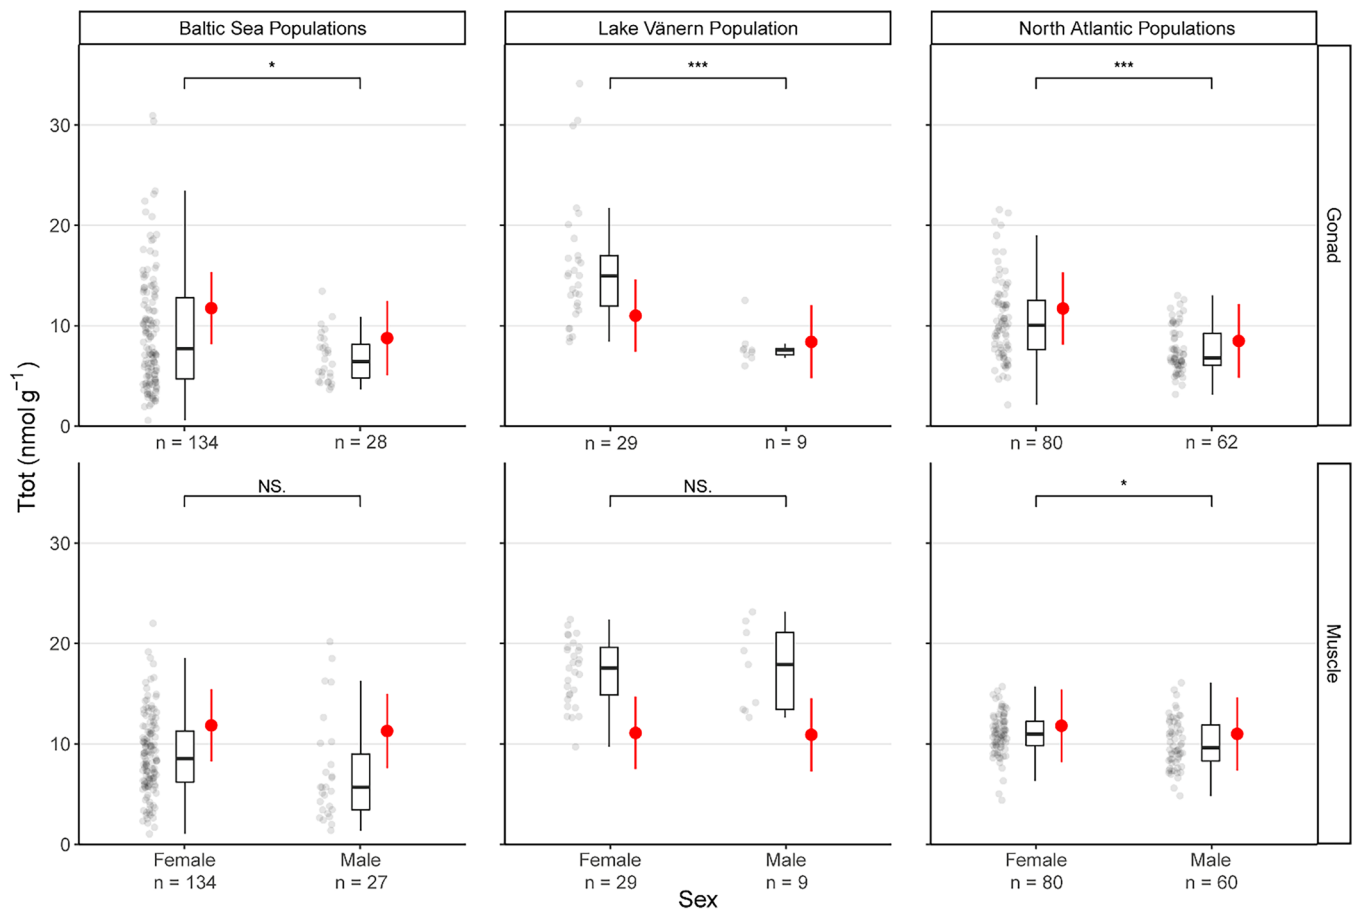 Baltic Sea Populations
Lake Vänern Population
North Atlantic Populations
*
***
***
30
20
10
0
n = 134
n = 28
n = 29
n = 9
n = 80
n = 62
Gonad
Ttot (nmol g⁻¹)
NS.
NS.
*
30
20
10
0
Female
Male
Female
Male
Female
Male
n = 134
n = 27
n = 29
n = 9
n = 80
n = 60
Muscle
Sex